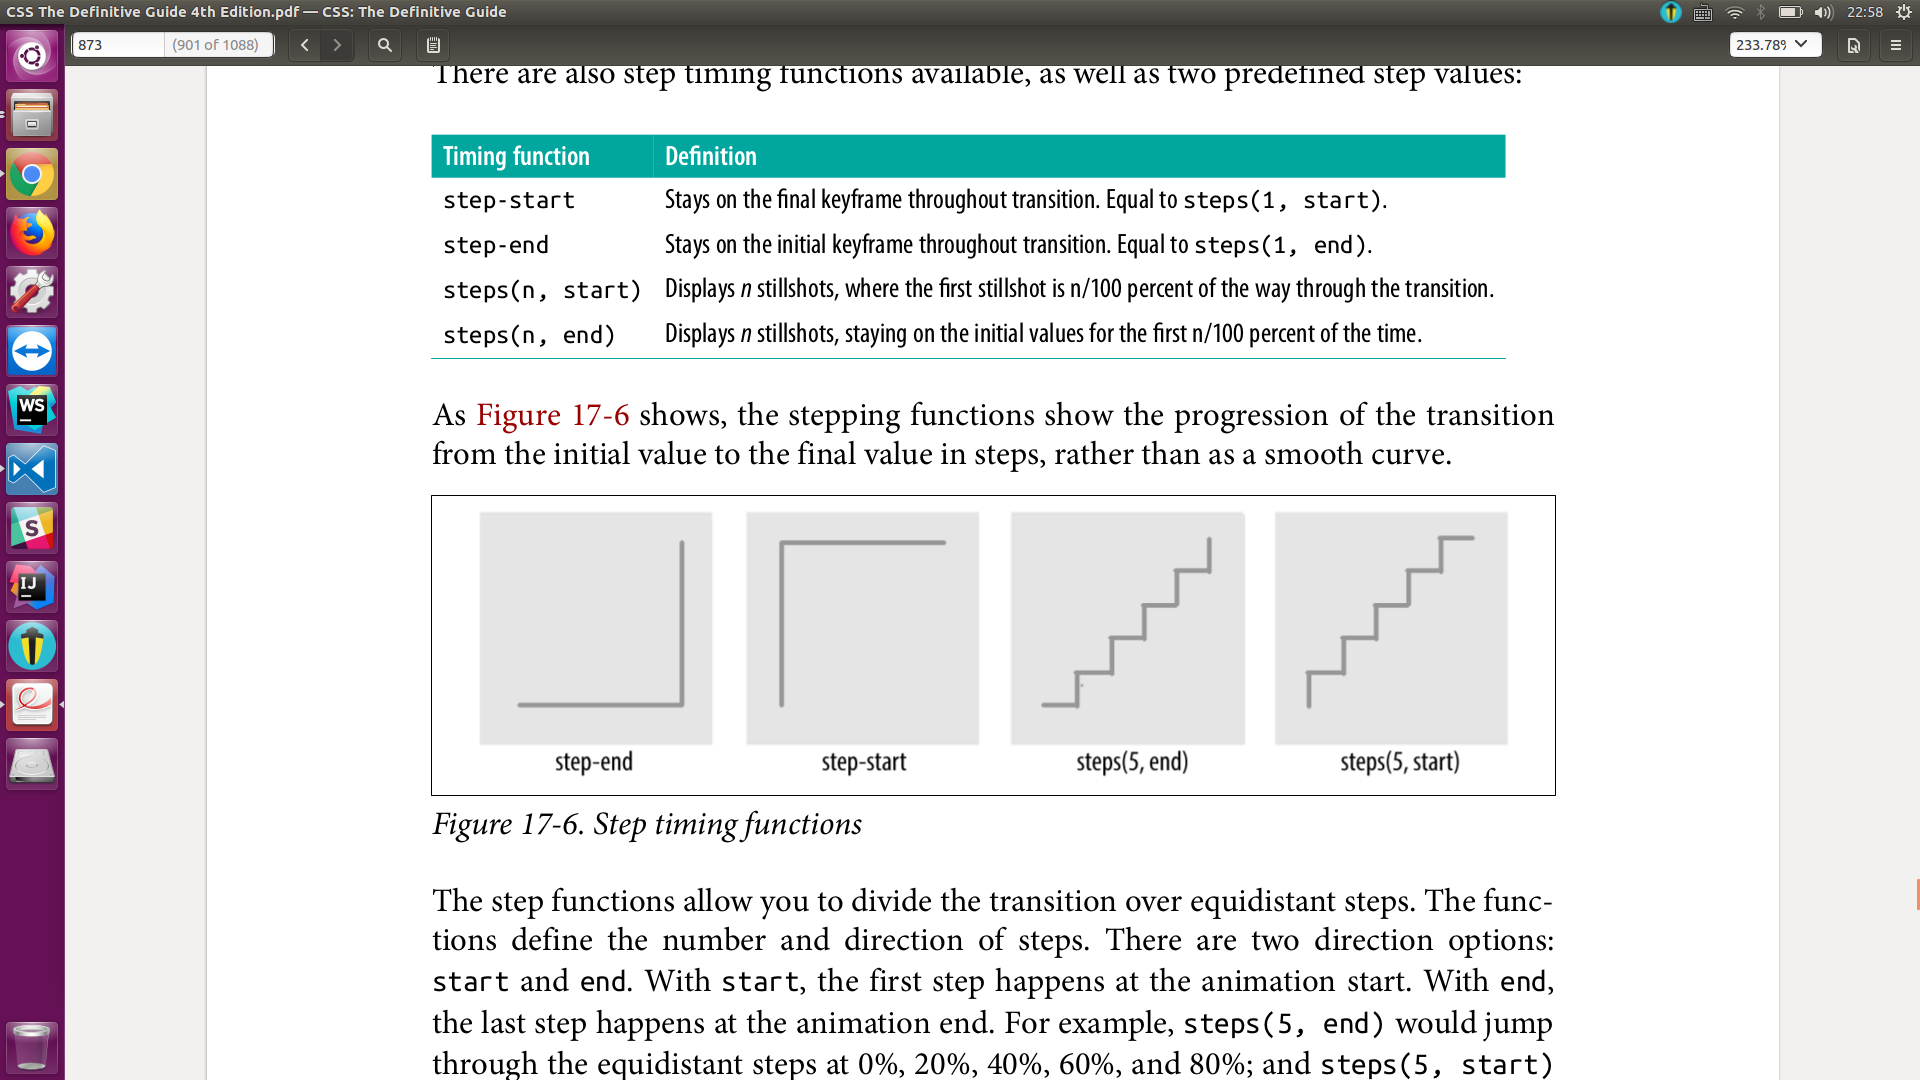 CSS The Definitive Guide 4th Edition.pdf — CSS: The Definitive Guide
22:58
873 (901 of 1088)
233.78%
There are also step timing functions available, as well as two predefined step values:
Timing function Definition
step-start Stays on the final keyframe throughout transition. Equal to steps(1, start).
step-end Stays on the initial keyframe throughout transition. Equal to steps(1, end).
steps(n, start) Displays n stillshots, where the first stillshot is n/100 percent of the way through the transition.
steps(n, end) Displays n stillshots, staying on the initial values for the first n/100 percent of the time.
As Figure 17-6 shows, the stepping functions show the progression of the transition
from the initial value to the final value in steps, rather than as a smooth curve.
step-end step-start steps(5, end) steps(5, start)
Figure 17-6. Step timing functions
The step functions allow you to divide the transition over equidistant steps. The func-
tions define the number and direction of steps. There are two direction options:
start and end. With start, the first step happens at the animation start. With end,
the last step happens at the animation end. For example, steps(5, end) would jump
through the equidistant steps at 0%, 20%, 40%, 60%, and 80%; and steps(5, start)
WS
S
IJ